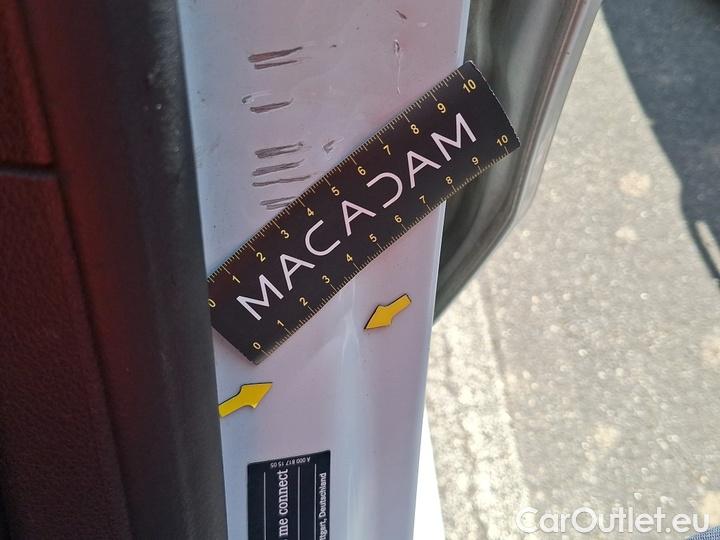 0 1 2 3 4 5 6 7 8 9 10
MACADAM
0 1 2 3 4 5 6 7 8 9 10
A 000 817 15 05
me connect
ttgart, Deutschland
CarOutlet.eu